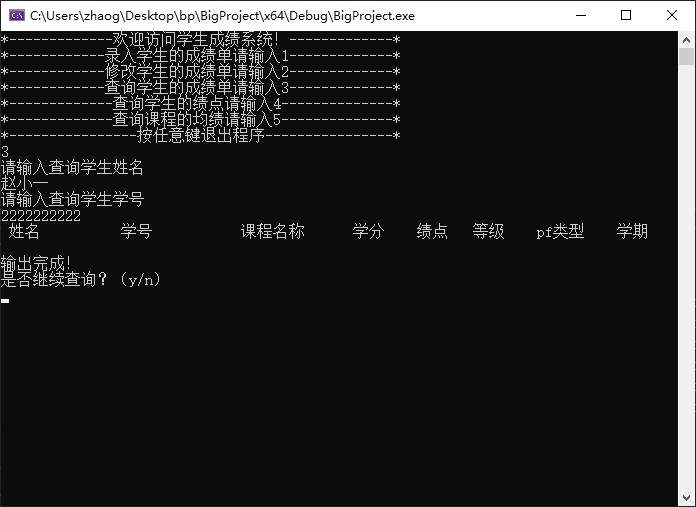 C:\Users\zhaog\Desktop\bp\BigProject\x64\Debug\BigProject.exe
*-------------欢迎访问学生成绩系统! -------------*
*------------录入学生的成绩单请输入1-------------*
*------------修改学生的成绩单请输入2-------------*
*------------查询学生的成绩单请输入3-------------*
*-------------查询学生的绩点请输入4--------------*
*-------------查询课程的均绩请输入5--------------*
*----------------按任意键退出程序----------------*
3
请输入查询学生姓名
赵小一
请输入查询学生学号
2222222222
姓名 学号 课程名称 学分 绩点 等级 pf类型 学期
输出完成!
是否继续查询? (y/n)